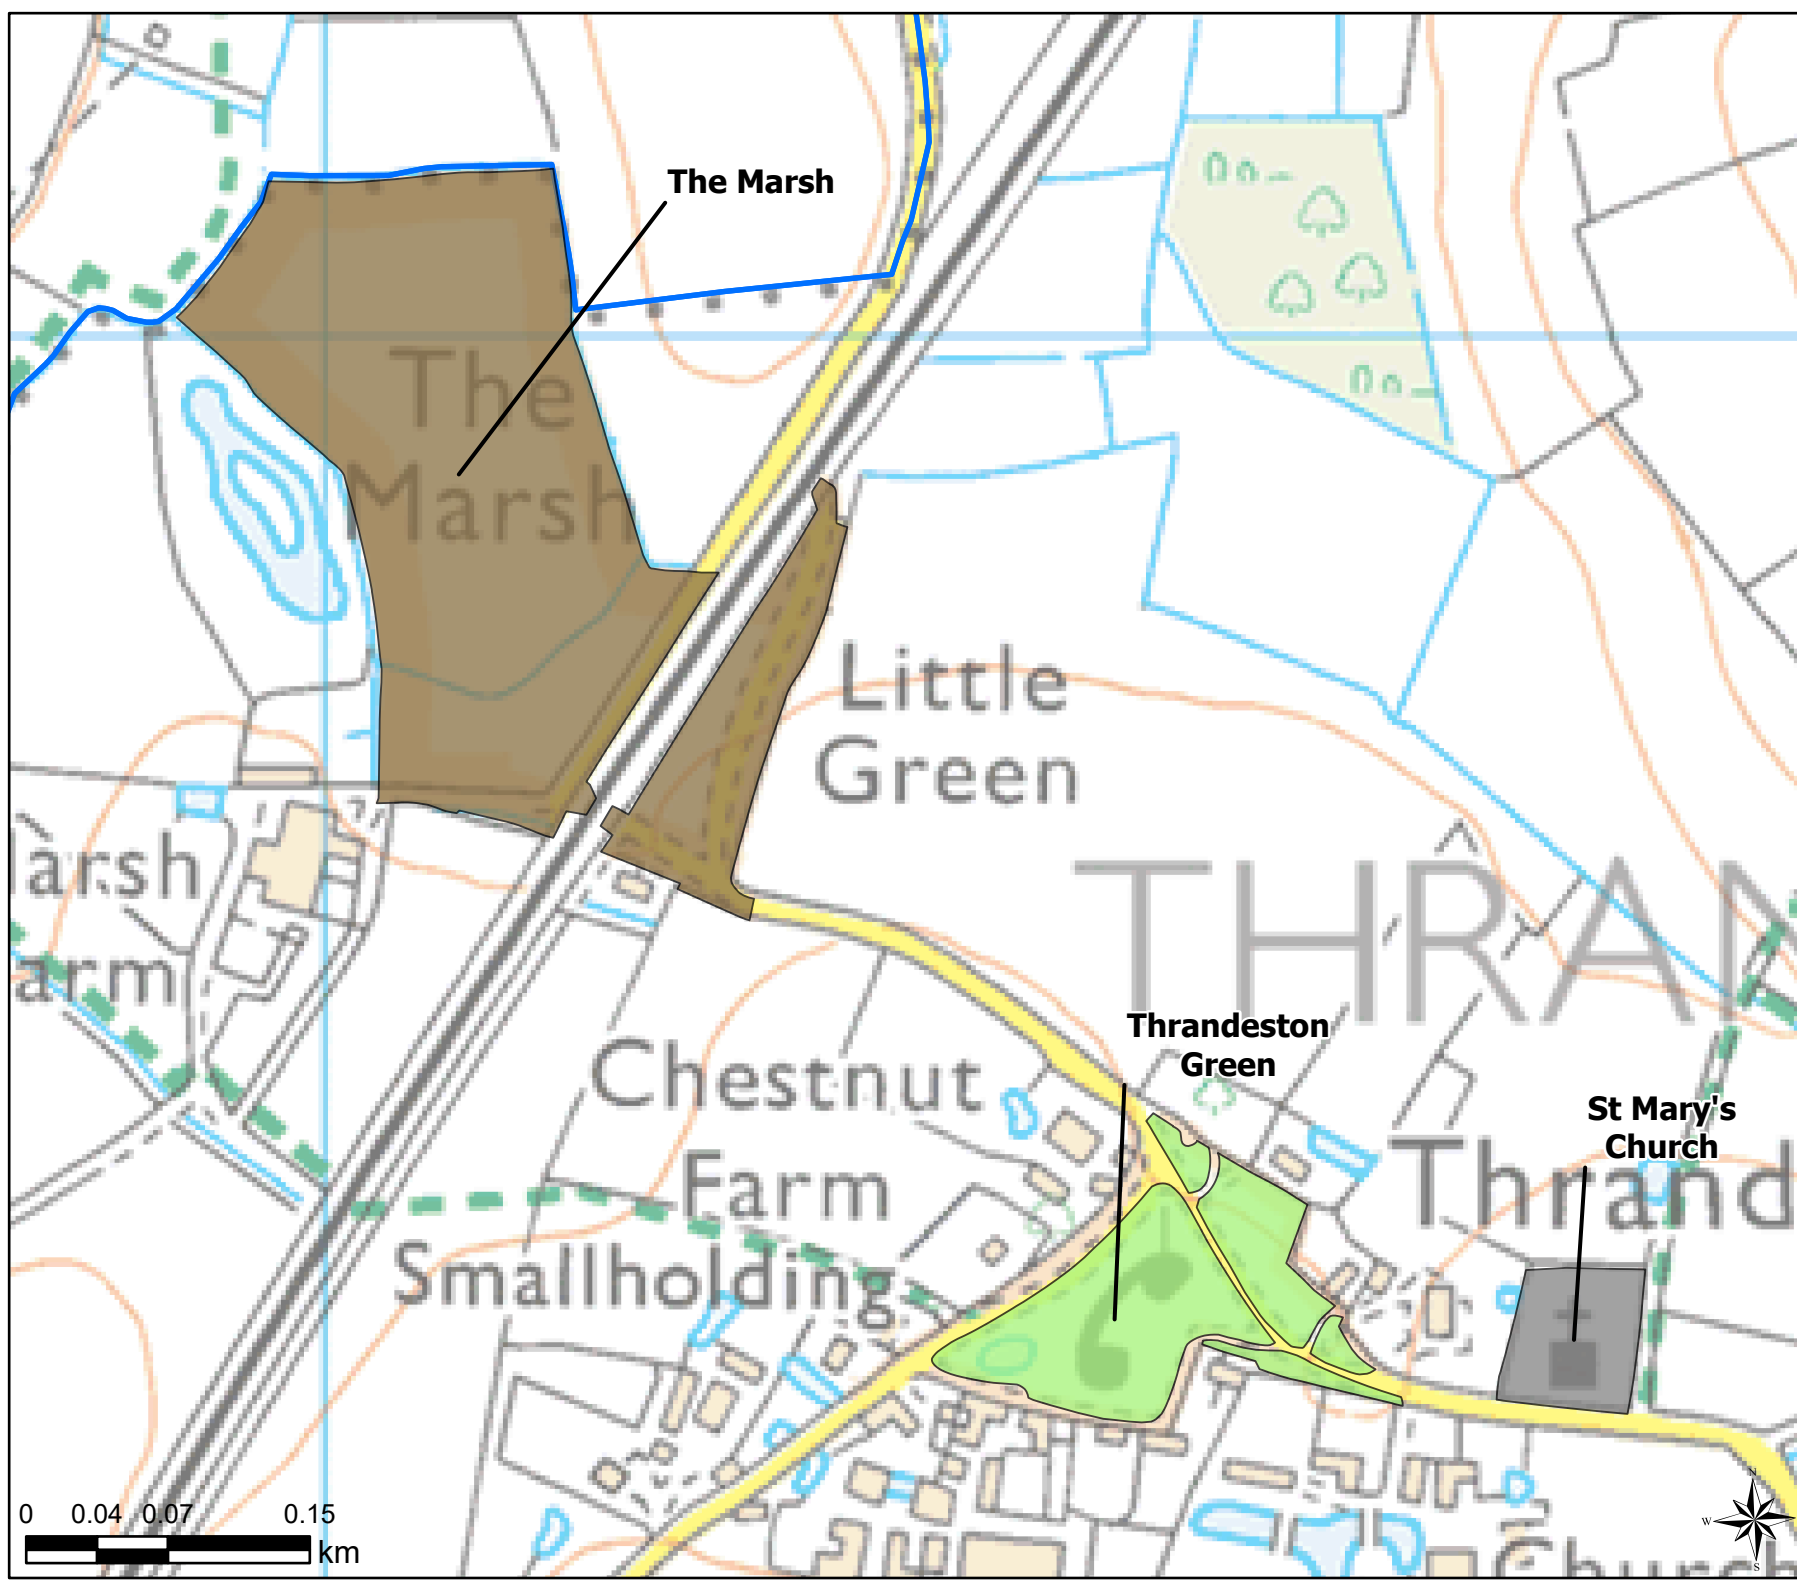 The Marsh
The
Marsh
Little
Green
Marsh
arm
THRAN
Thrandeston
Green
Chestnut
Farm
St Mary's
Church
Thrand
Smallholding
0 0.04 0.07 0.15
km
N
W
S
Church